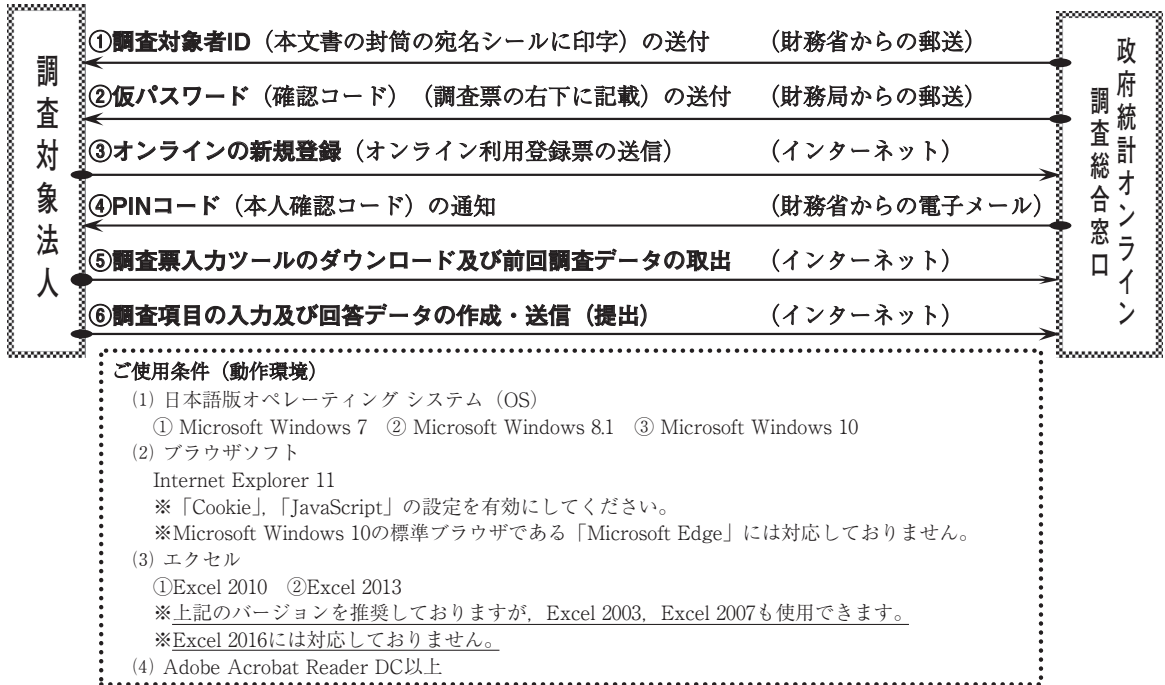 調査対象法人
①調査対象者ID（本文書の封筒の宛名シールに印字）の送付　（財務省からの郵送）
②仮パスワード（確認コード）（調査票の右下に記載）の送付　（財務局からの郵送）
③オンラインの新規登録（オンライン利用登録票の送信）　（インターネット）
④PINコード（本人確認コード）の通知　（財務省からの電子メール）
⑤調査票入力ツールのダウンロード及び前回調査データの取出　（インターネット）
⑥調査項目の入力及び回答データの作成・送信（提出）　（インターネット）
政府統計オンライン
調査総合窓口
ご使用条件（動作環境）
⑴ 日本語版オペレーティング システム（OS）
① Microsoft Windows 7　② Microsoft Windows 8.1　③ Microsoft Windows 10
⑵ ブラウザソフト
Internet Explorer 11
※「Cookie」，「JavaScript」の設定を有効にしてください。
※Microsoft Windows 10の標準ブラウザである「Microsoft Edge」には対応しておりません。
⑶ エクセル
①Excel 2010　②Excel 2013
※上記のバージョンを推奨しておりますが，Excel 2003，Excel 2007も使用できます。
※Excel 2016には対応しておりません。
⑷ Adobe Acrobat Reader DC以上